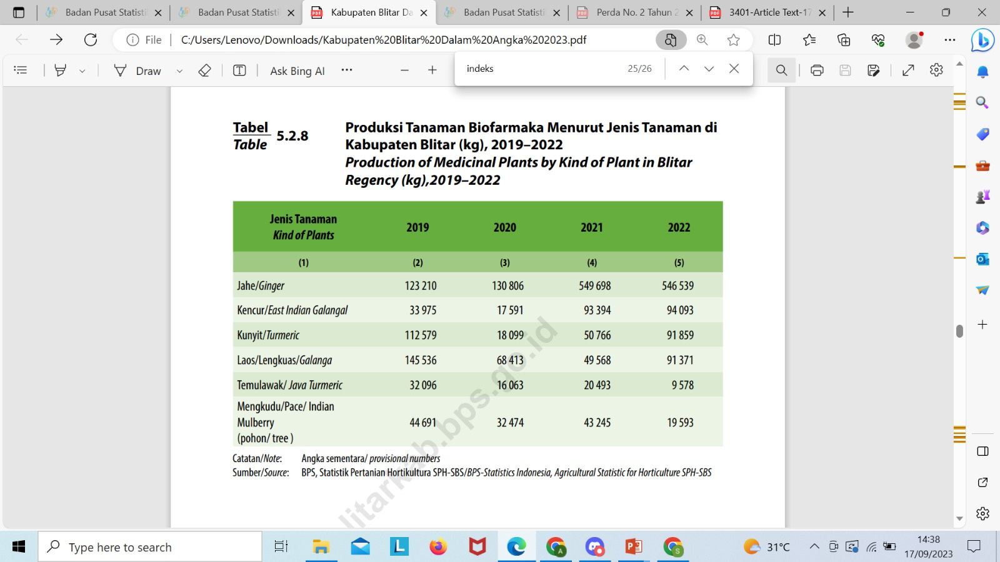 Badan Pusat Statisti
Badan Pusat Statisti
Kabupaten Blitar Da
Badan Pusat Statisti
Perda No. 2 Tahun 2
3401-Article Text-17
File
C:/Users/Lenovo/Downloads/Kabupaten%20Blitar%20Dalam%20Angka%202023.pdf
Draw
Ask Bing AI
indeks
25/26
Tabel
Table
5.2.8
Produksi Tanaman Biofarmaka Menurut Jenis Tanaman di
Kabupaten Blitar (kg), 2019–2022
Production of Medicinal Plants by Kind of Plant in Blitar
Regency (kg),2019–2022
Jenis Tanaman
Kind of Plants
2019 2020 2021 2022
(1) (2) (3) (4) (5)
Jahe/Ginger 123 210 130 806 549 698 546 539
Kencur/East Indian Galangal 33 975 17 591 93 394 94 093
Kunyit/Turmeric 112 579 18 099 50 766 91 859
Laos/Lengkuas/Galanga 145 536 68 413 49 568 91 371
Temulawak/ Java Turmeric 32 096 16 063 20 493 9 578
Mengkudu/Pace/ Indian
Mulberry 44 691 32 474 43 245 19 593
(pohon/ tree )
Catatan/Note: Angka sementara/ provisional numbers
Sumber/Source: BPS, Statistik Pertanian Hortikultura SPH-SBS/BPS-Statistics Indonesia, Agricultural Statistic for Horticulture SPH-SBS
litarkab.bps.go.id
Type here to search
31°C
14:38
17/09/2023